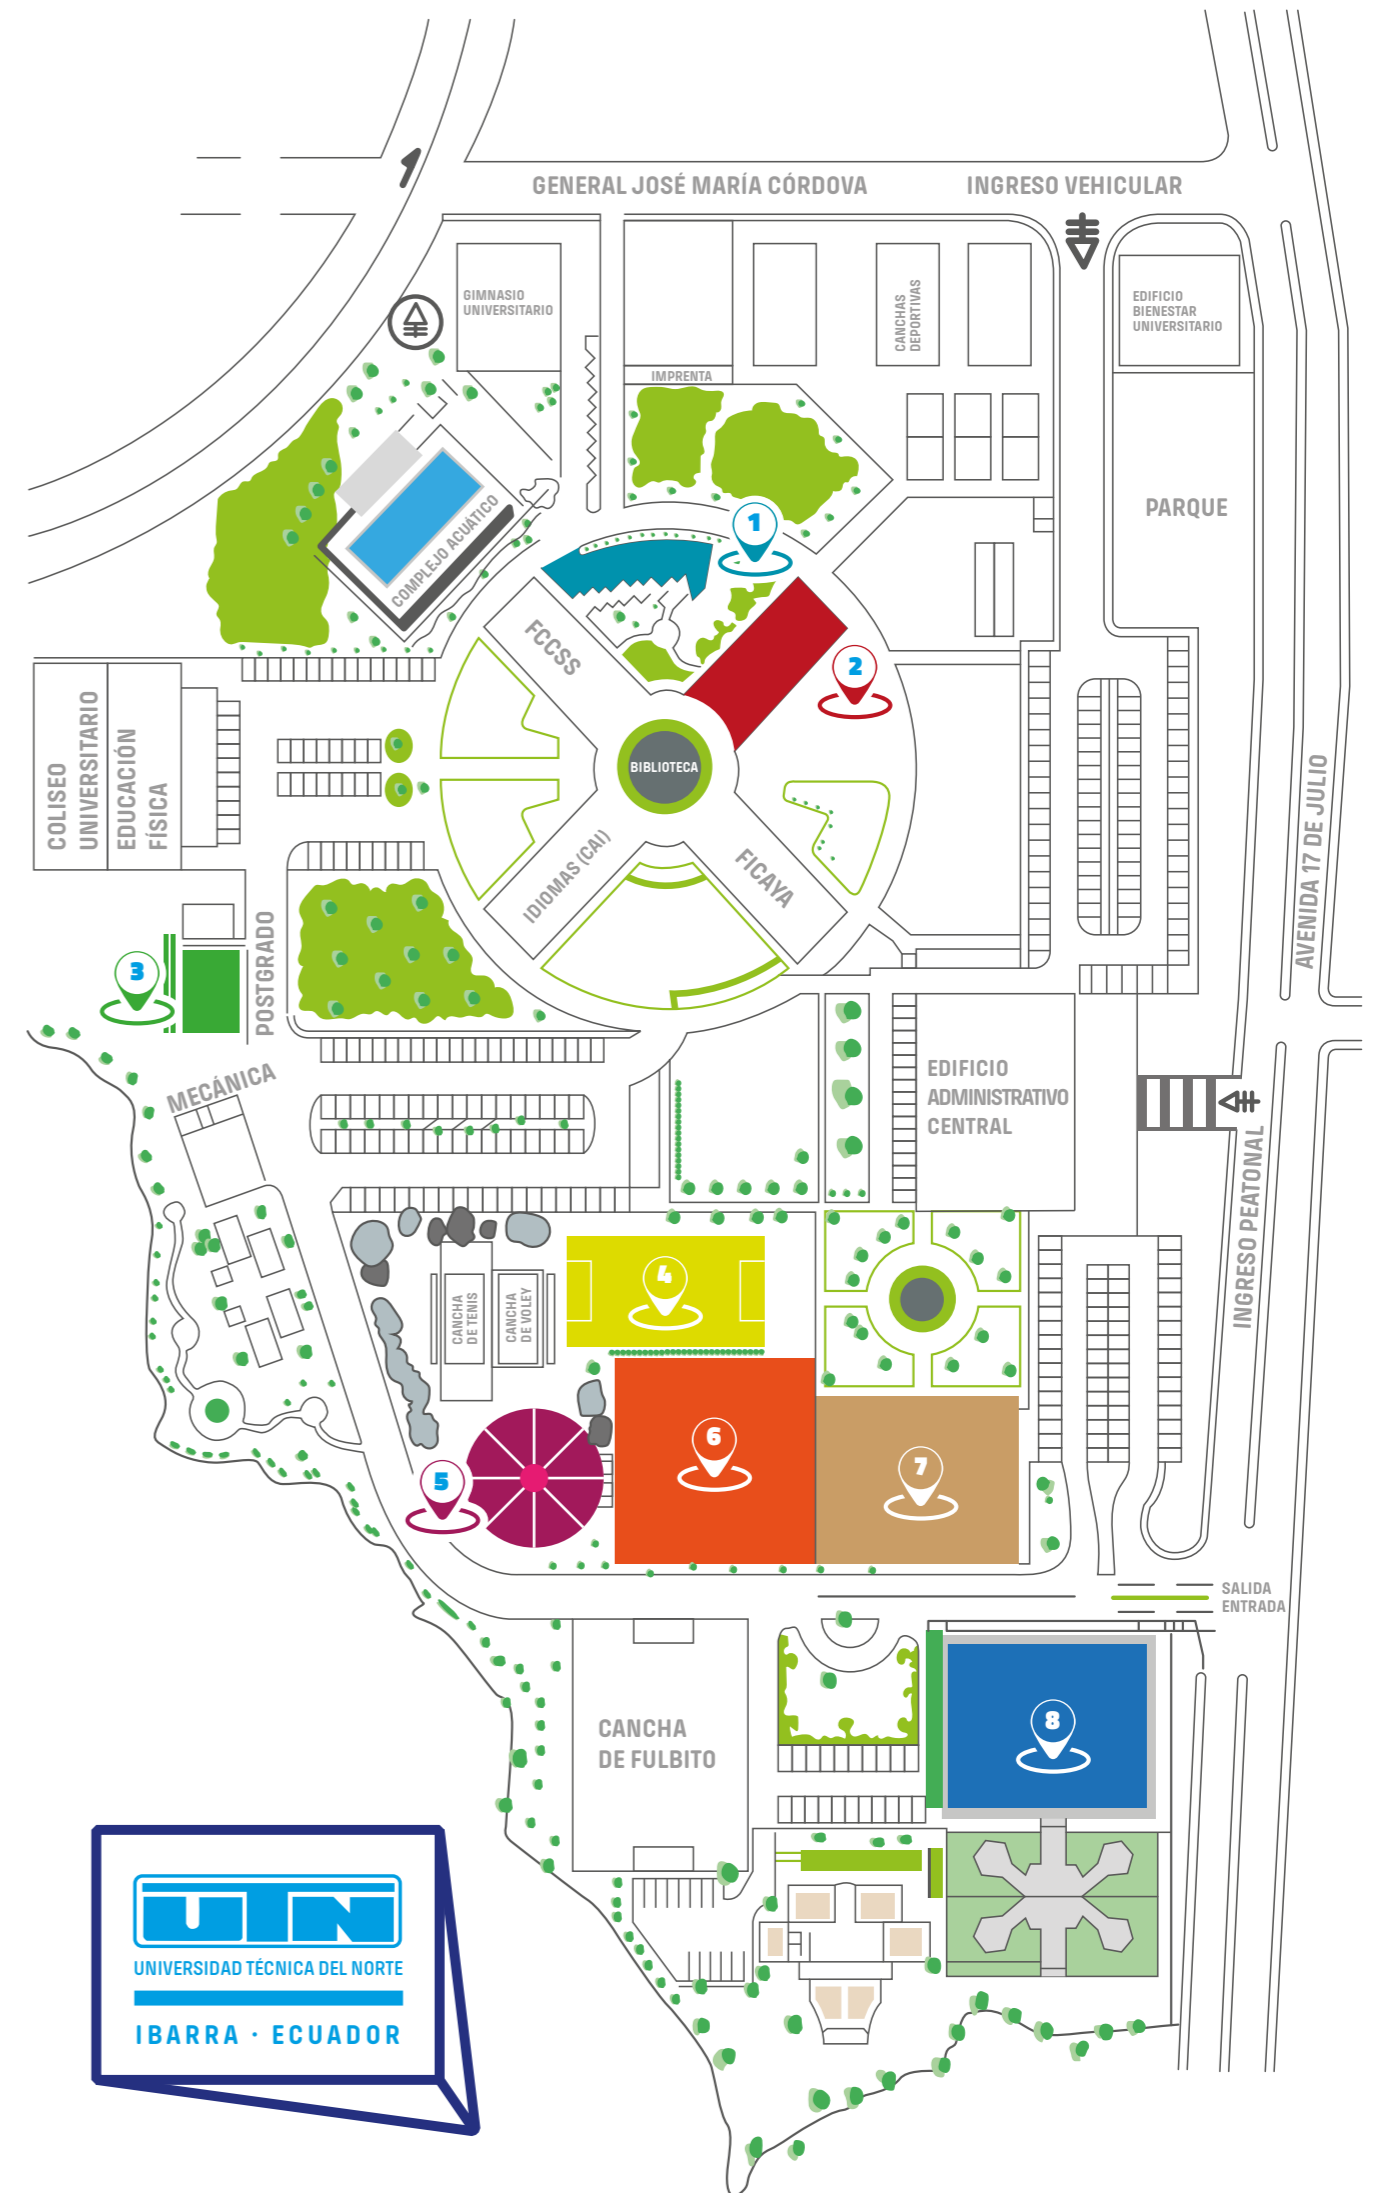 GENERAL JOSÉ MARÍA CÓRDOVA
INGRESO VEHICULAR
GIMNASIO
UNIVERSITARIO
CANCHAS
DEPORTIVAS
EDIFICIO
BIENESTAR
UNIVERSITARIO
IMPRENTA
PARQUE
COMPLEJO ACUÁTICO
1
FCCSS
2
COLISEO
UNIVERSITARIO
EDUCACIÓN
FÍSICA
BIBLIOTECA
IDIOMAS (CAI)
FICAYA
AVENIDA 17 DE JULIO
3
POSTGRADO
MECÁNICA
EDIFICIO
ADMINISTRATIVO
CENTRAL
INGRESO PEATONAL
CANCHA
DE TENIS
CANCHA
DE VOLEY
4
5
6
7
SALIDA
ENTRADA
CANCHA
DE FULBITO
8
UTN
UNIVERSIDAD TÉCNICA DEL NORTE
IBARRA · ECUADOR